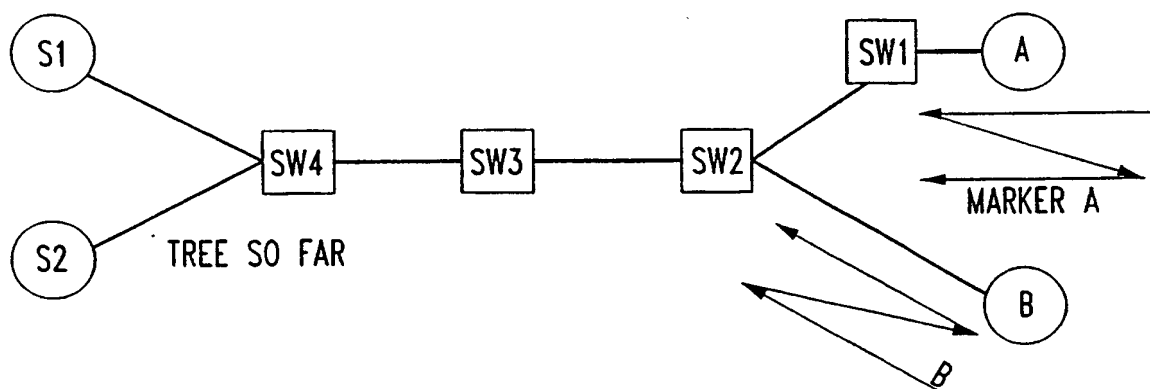 S1
SW1
A
SW4
SW3
SW2
MARKER A
S2
TREE SO FAR
B
B